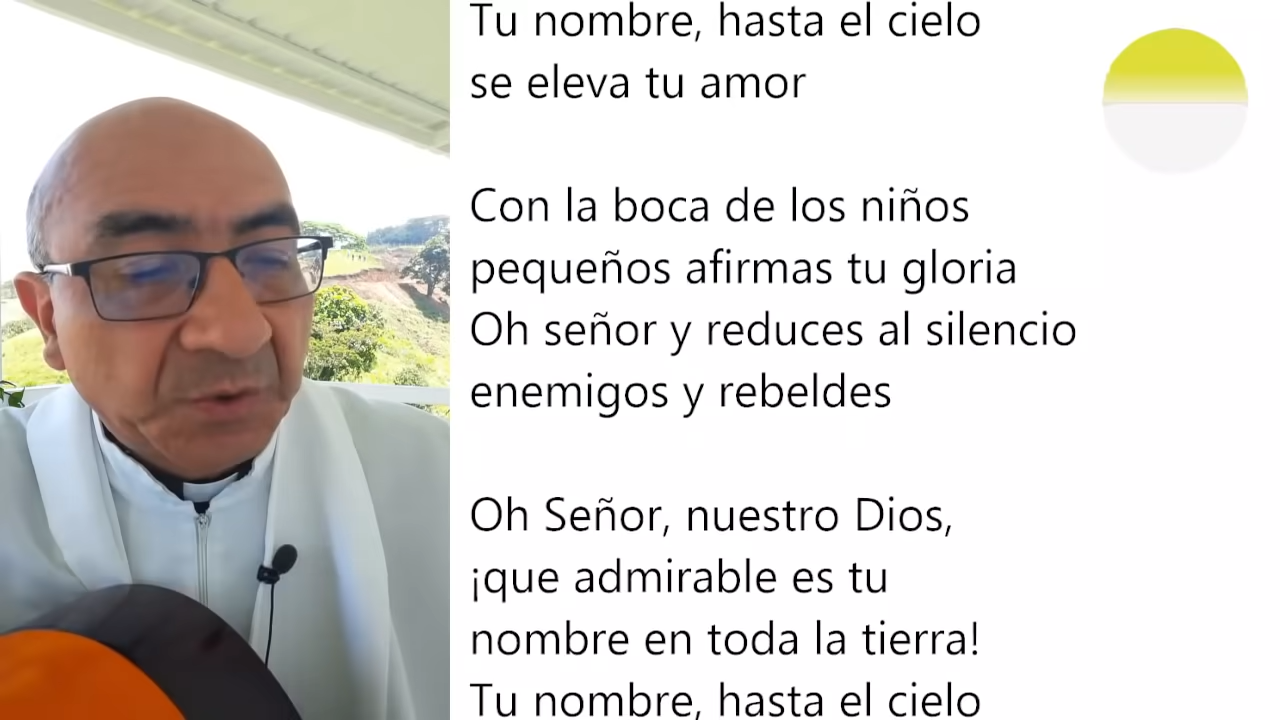 Tu nombre, hasta el cielo
se eleva tu amor
Con la boca de los niños
pequeños afirmas tu gloria
Oh señor y reduces al silencio
enemigos y rebeldes
Oh Señor, nuestro Dios,
¡que admirable es tu
nombre en toda la tierra!
Tu nombre, hasta el cielo